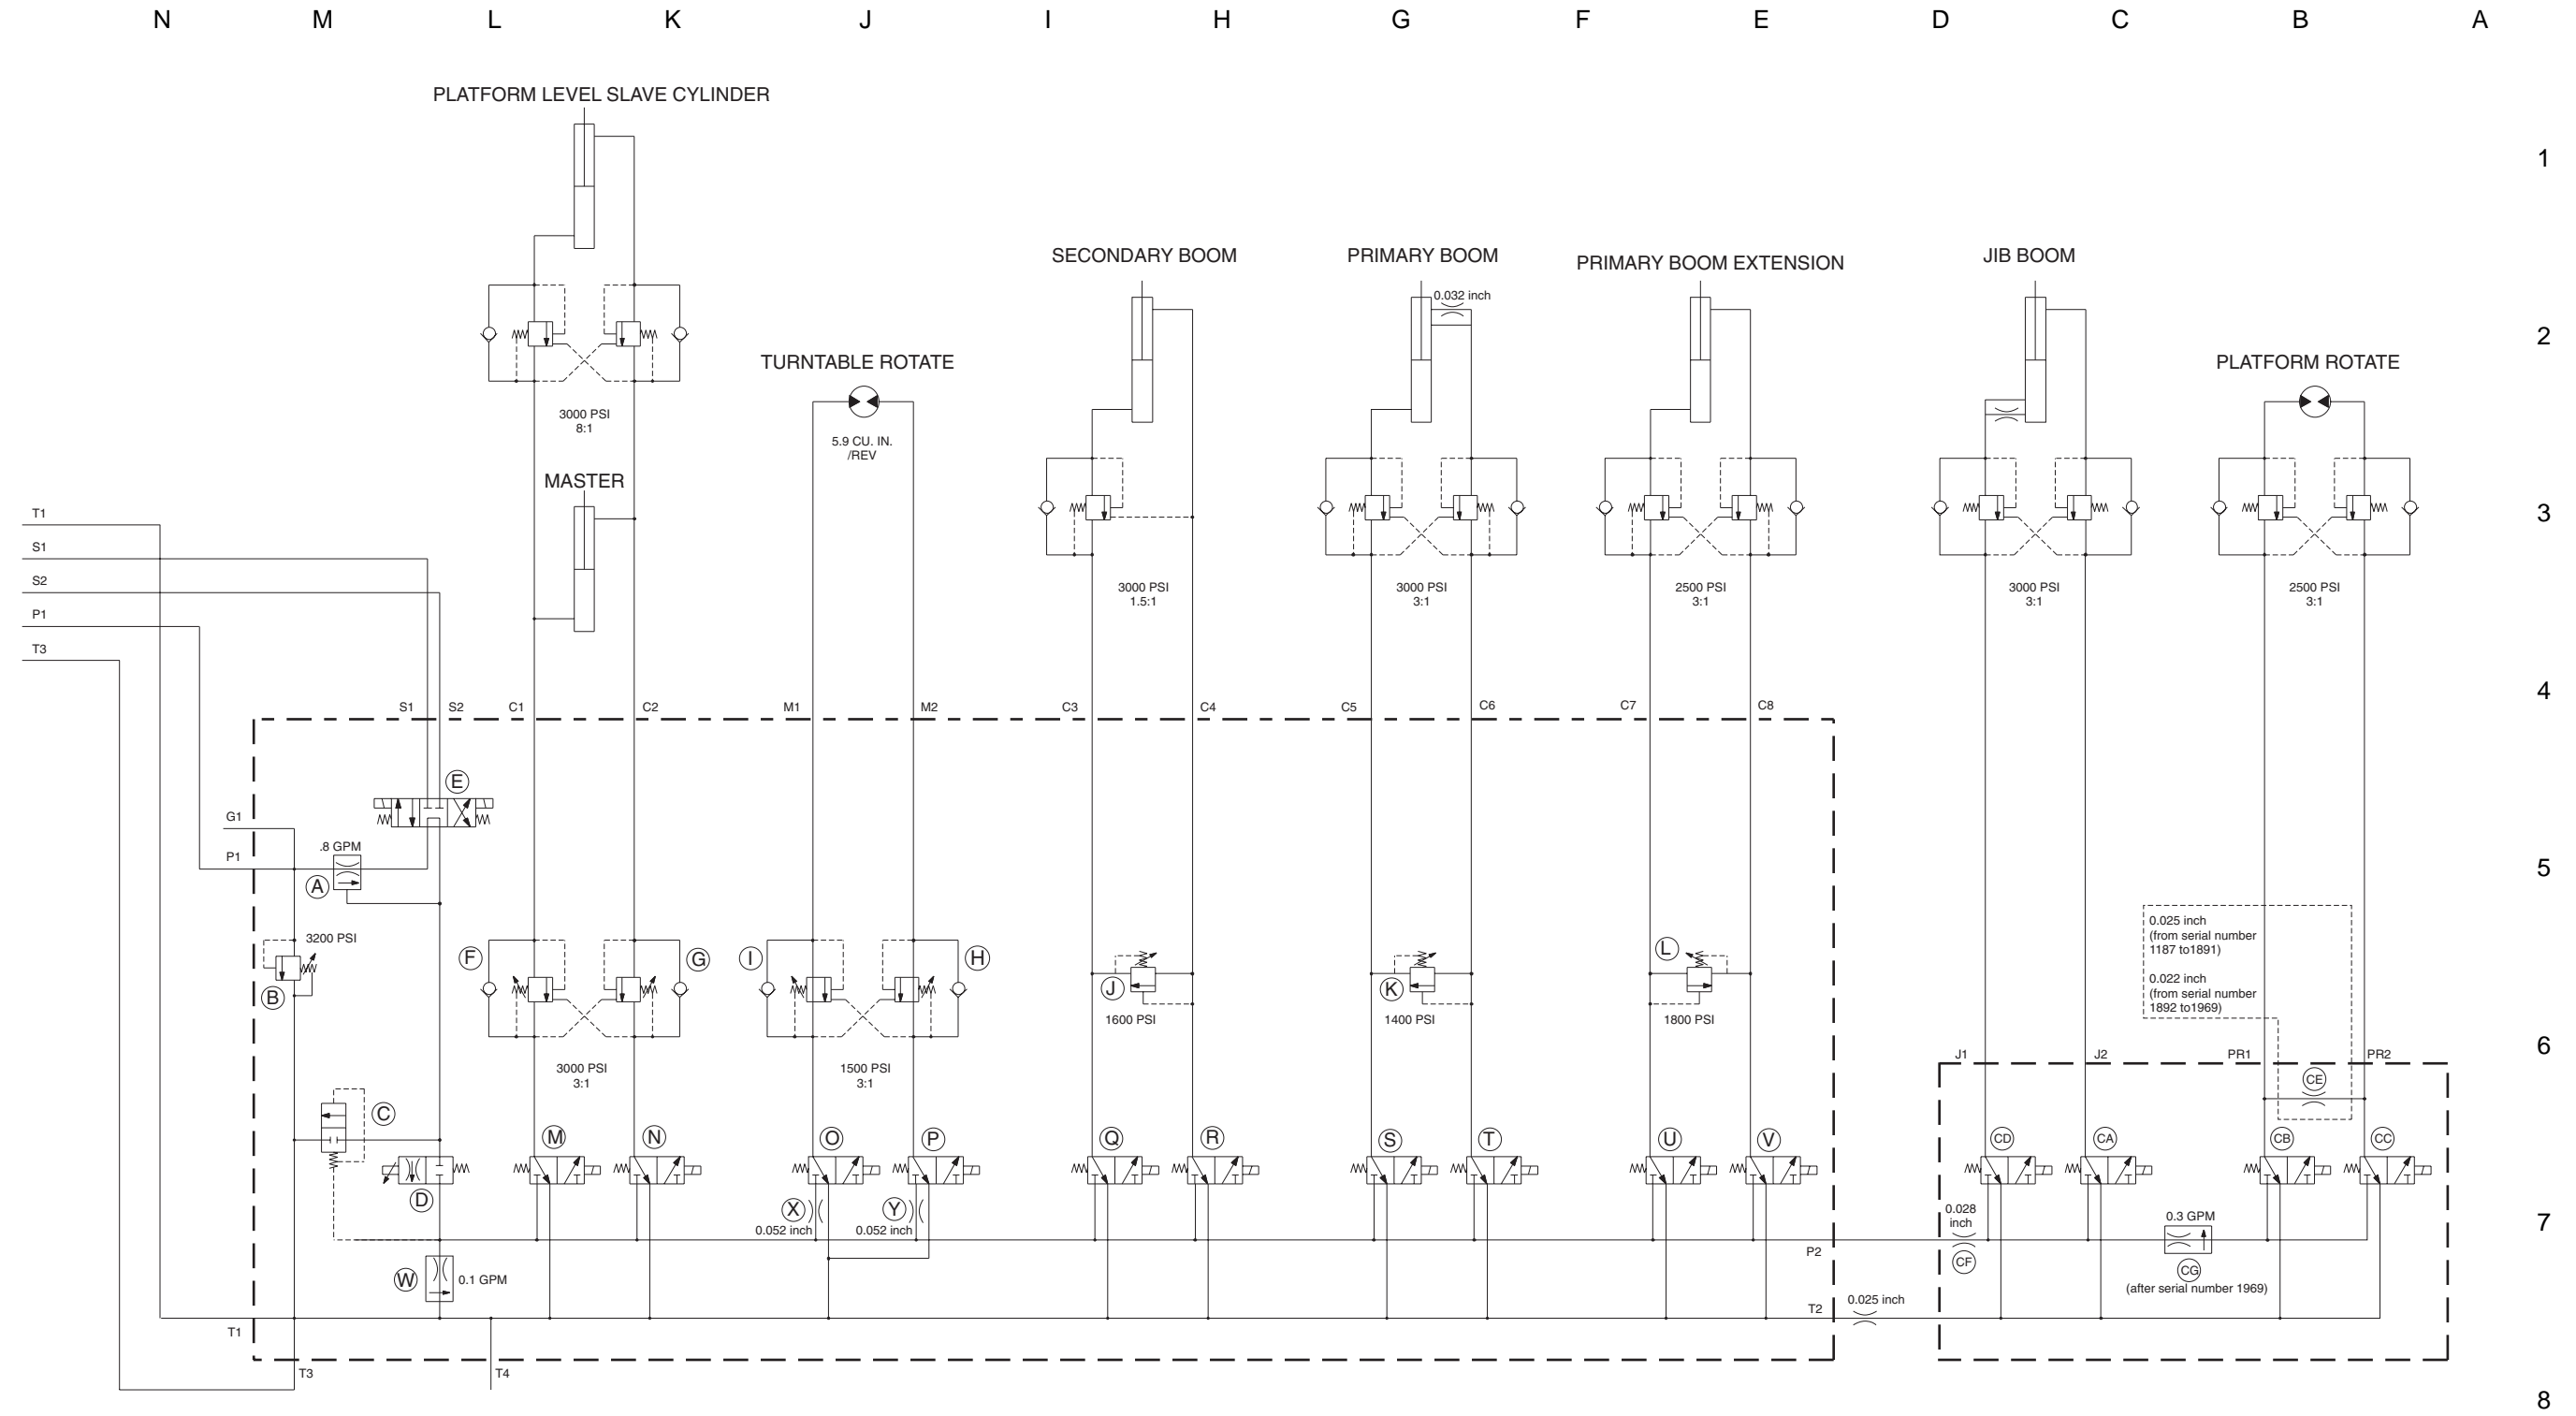 N M L K J I H G F E D C B A
PLATFORM LEVEL SLAVE CYLINDER
1
SECONDARY BOOM
PRIMARY BOOM
PRIMARY BOOM EXTENSION
JIB BOOM
0.032 inch
2
TURNTABLE ROTATE
PLATFORM ROTATE
3000 PSI
8:1
5.9 CU. IN.
/REV
MASTER
T1
S1
S2
P1
T3
3
3000 PSI
1.5:1
3000 PSI
3:1
2500 PSI
3:1
3000 PSI
3:1
2500 PSI
3:1
4
S1 S2 C1 C2 M1 M2 C3 C4 C5 C6 C7 C8
E
G1
P1
.8 GPM
A
5
0.025 inch
(from serial number
1187 to1891)
0.022 inch
(from serial number
1892 to1969)
3200 PSI
B
F
G
I
H
J
1600 PSI
K
1400 PSI
L
1800 PSI
3000 PSI
3:1
1500 PSI
3:1
6
J1 J2 PR1 PR2
CE
C
D
M N O P Q R S T U V CD CA CB CC
X
0.052 inch
Y
0.052 inch
0.028
inch
CF
0.3 GPM
CG
(after serial number 1969)
7
P2
W
0.1 GPM
T2
0.025 inch
T1
T3
T4
8